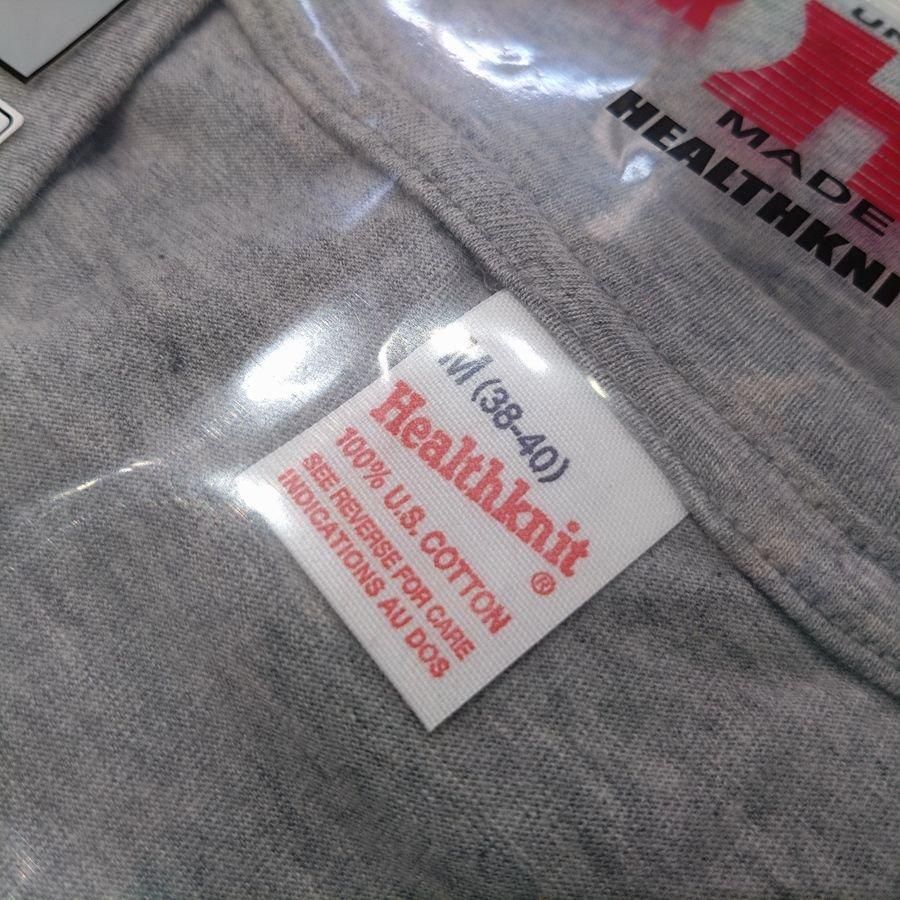 MADE
HEALTHKNI
M (38-40)
Healthknit®
100% U.S. COTTON
SEE REVERSE FOR CARE
INDICATIONS AU DOS